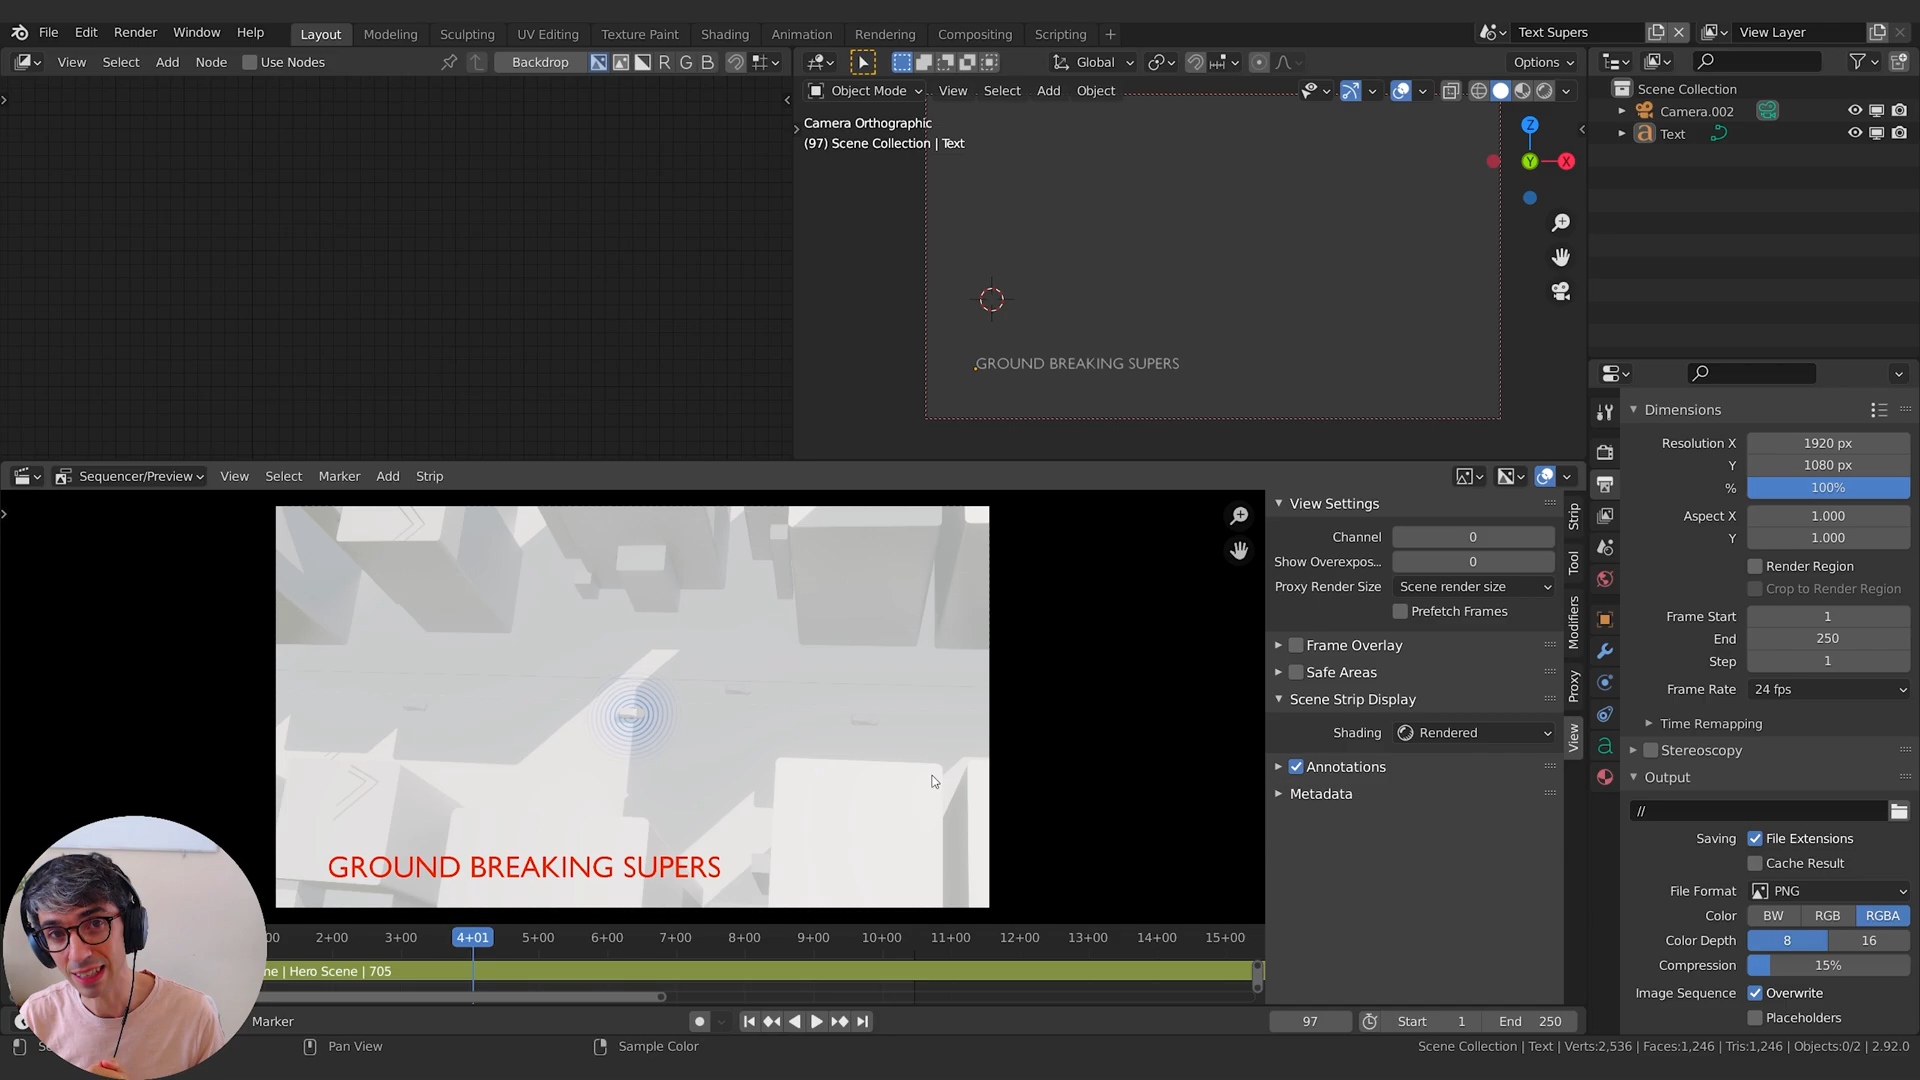 File Edit Render Window Help Layout Modeling Sculpting UV Editing Texture Paint Shading Animation Rendering Compositing Scripting + Text Supers View Layer
View Select Add Node Use Nodes Backdrop R G B Global Options
Object Mode View Select Add Object
Scene Collection
Camera.002
Text
Camera Orthographic
(97) Scene Collection | Text
Z
Y
X
GROUND BREAKING SUPERS
Sequencer/Preview View Select Marker Add Strip
View Settings
Channel 0
Show Overexpos... 0
Proxy Render Size Scene render size
Prefetch Frames
Frame Overlay
Safe Areas
Scene Strip Display
Shading Rendered
Annotations
Metadata
Strip
Tool
Modifiers
Proxy
View
Dimensions
Resolution X 1920 px
Y 1080 px
% 100%
Aspect X 1.000
Y 1.000
Render Region
Crop to Render Region
Frame Start 1
End 250
Step 1
Frame Rate 24 fps
Time Remapping
Stereoscopy
Output
//
Saving File Extensions
Cache Result
File Format PNG
Color BW RGB RGBA
Color Depth 8 16
Compression 15%
Image Sequence Overwrite
Placeholders
GROUND BREAKING SUPERS
2+00 3+00 4+01 5+00 6+00 7+00 8+00 9+00 10+00 11+00 12+00 13+00 14+00 15+00
| Hero Scene | 705
Marker 97 Start 1 End 250
Pan View Sample Color Scene Collection | Text | Verts:2,536 | Faces:1,246 | Tris:1,246 | Objects:0/2 | 2.92.0